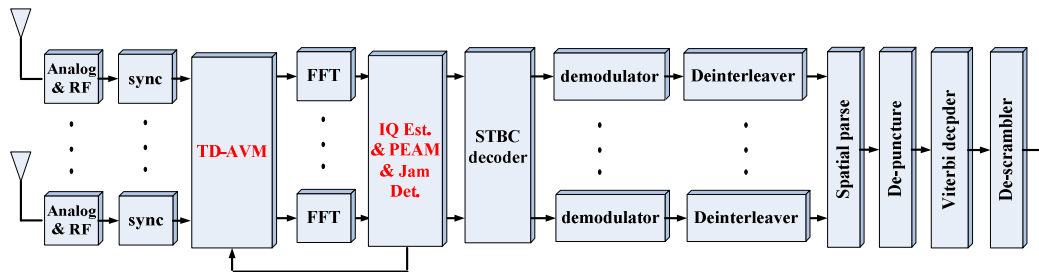 Analog
& RF
sync
TD-AVM
FFT
IQ Est.
& PEAM
& Jam
Det.
STBC
decoder
demodulator
Deinterleaver
Spatial parse
De-puncture
Viterbi decpder
De-scrambler
Analog
& RF
sync
FFT
demodulator
Deinterleaver